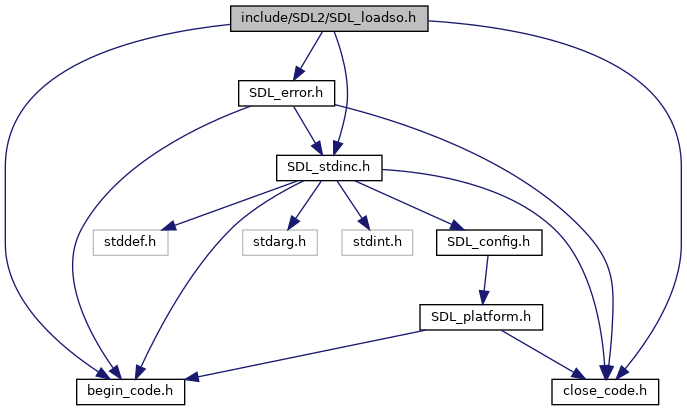 include/SDL2/SDL_loadso.h
SDL_error.h
SDL_stdinc.h
stddef.h
stdarg.h
stdint.h
SDL_config.h
SDL_platform.h
begin_code.h
close_code.h